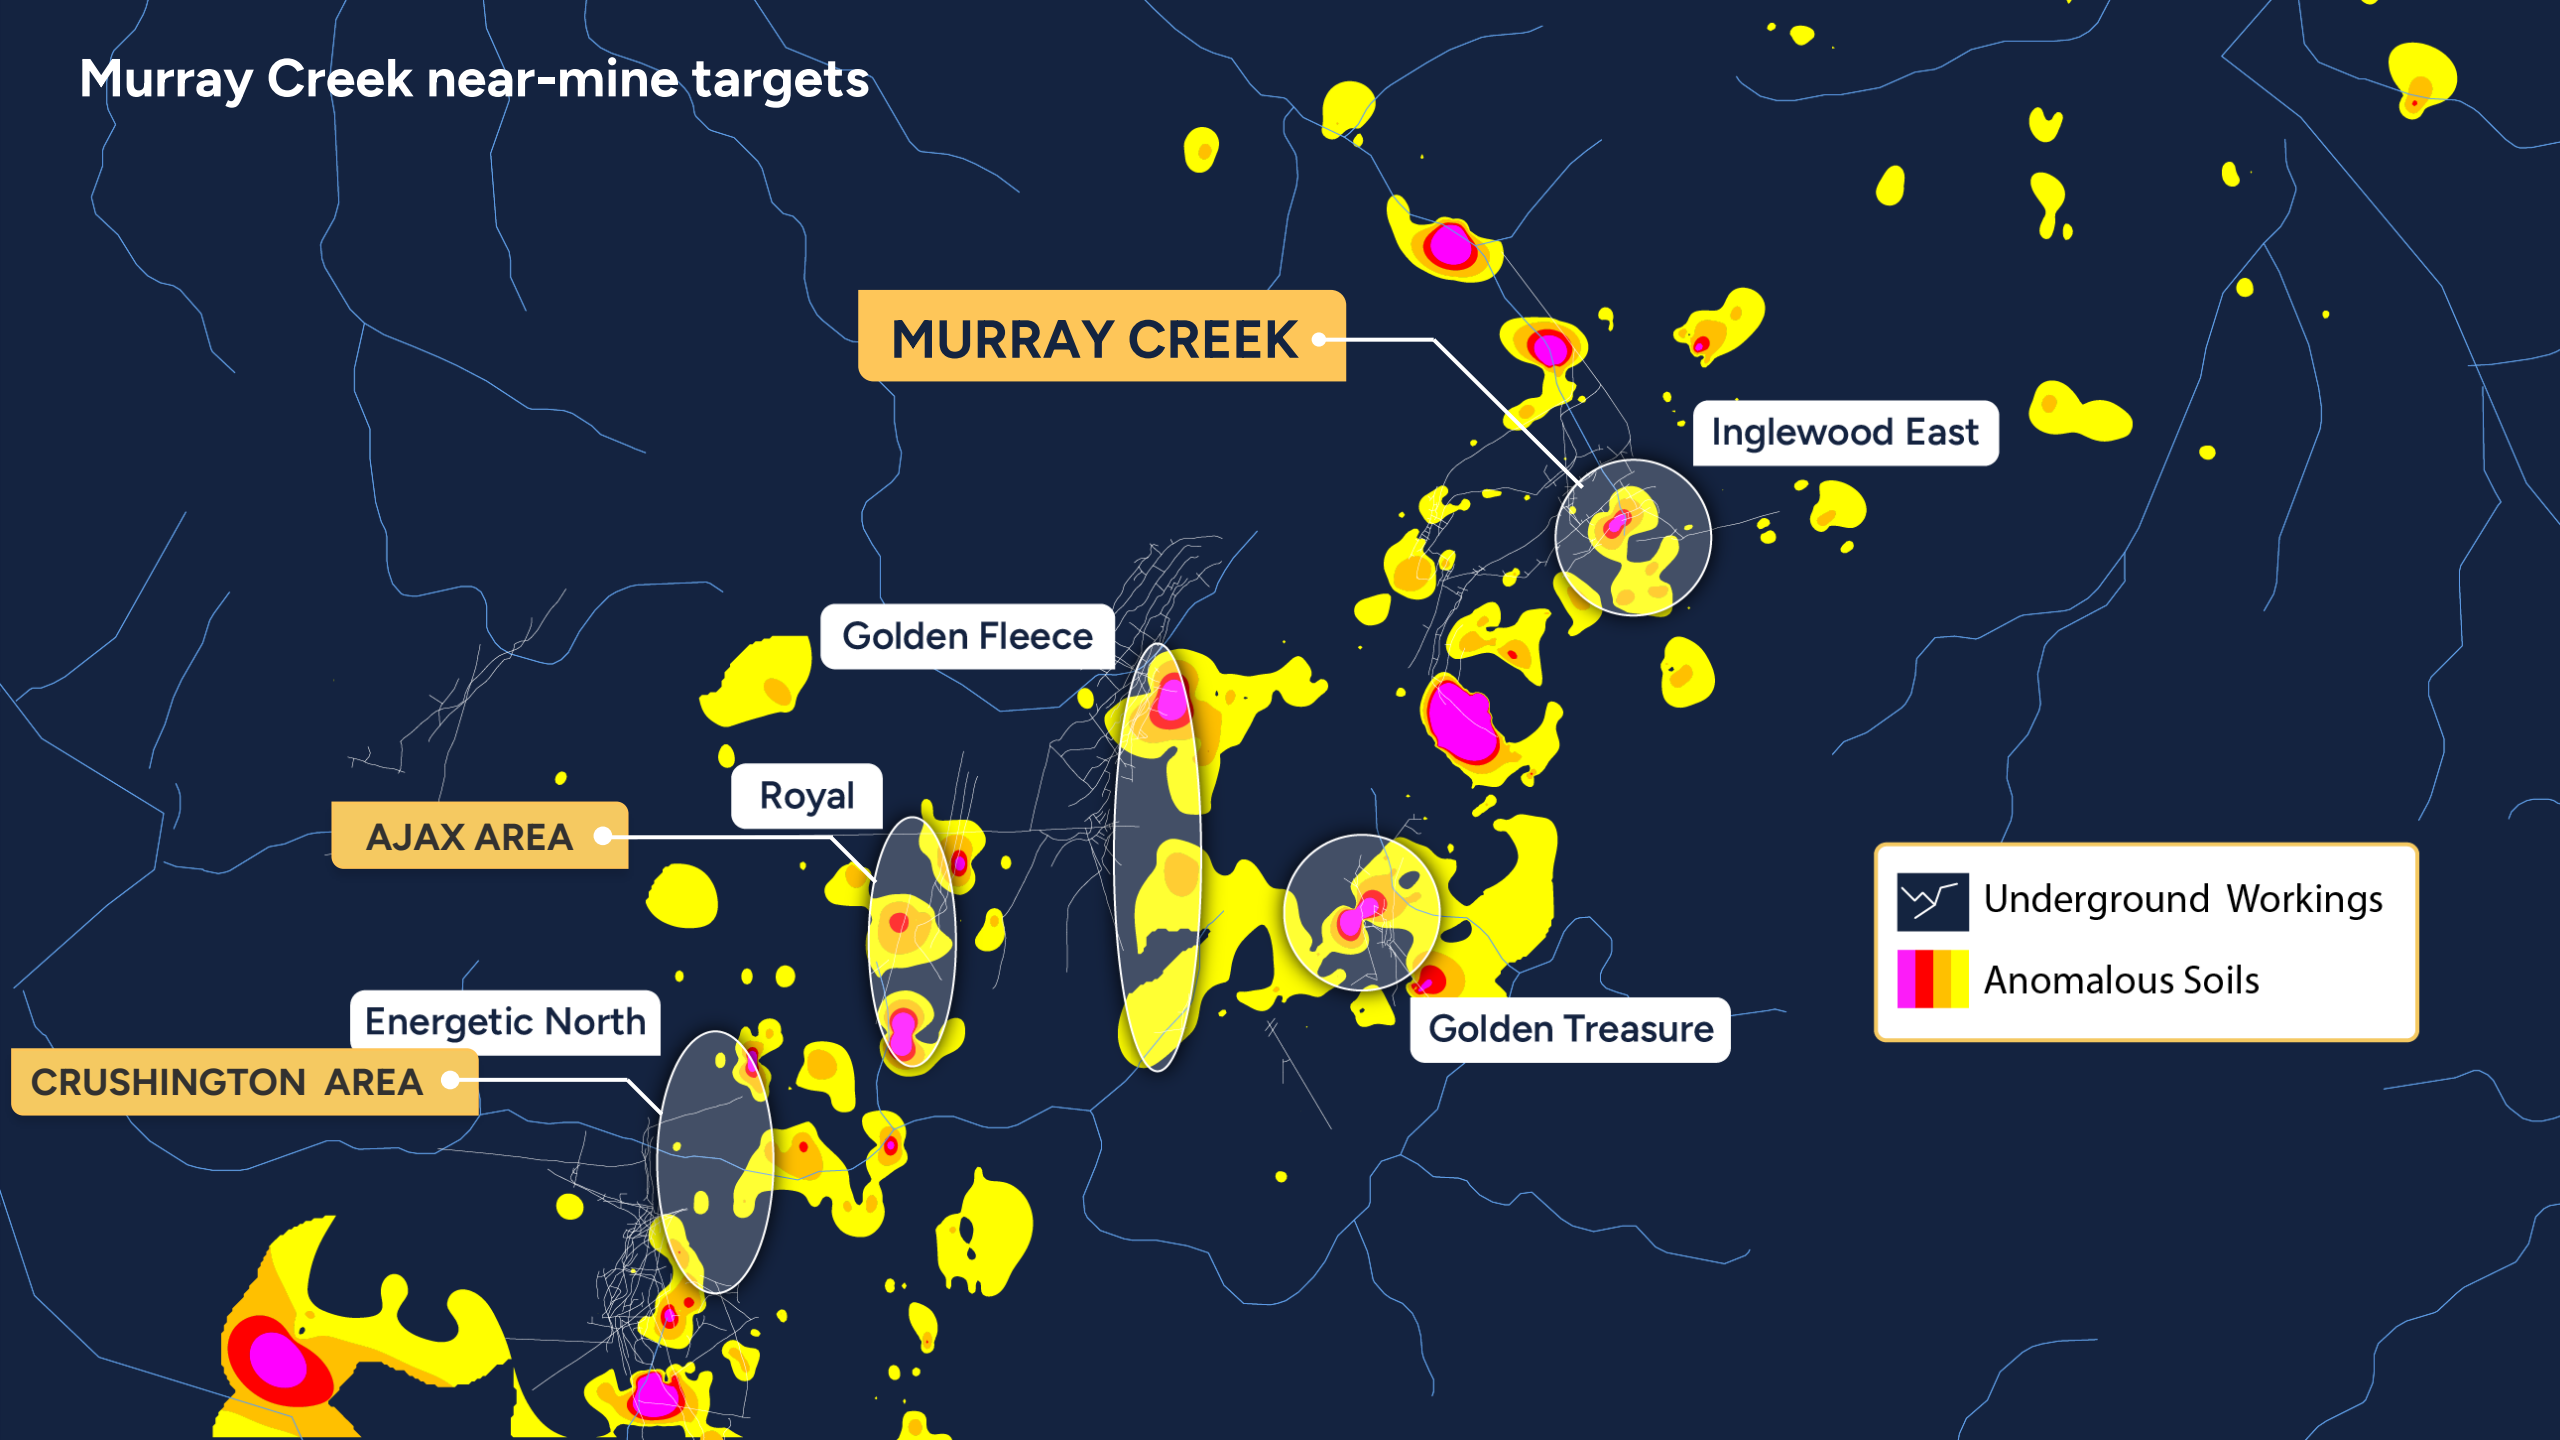 Murray Creek near-mine targets
MURRAY CREEK
Inglewood East
Golden Fleece
Royal
AJAX AREA
Underground Workings
Anomalous Soils
Energetic North
Golden Treasure
CRUSHINGTON AREA